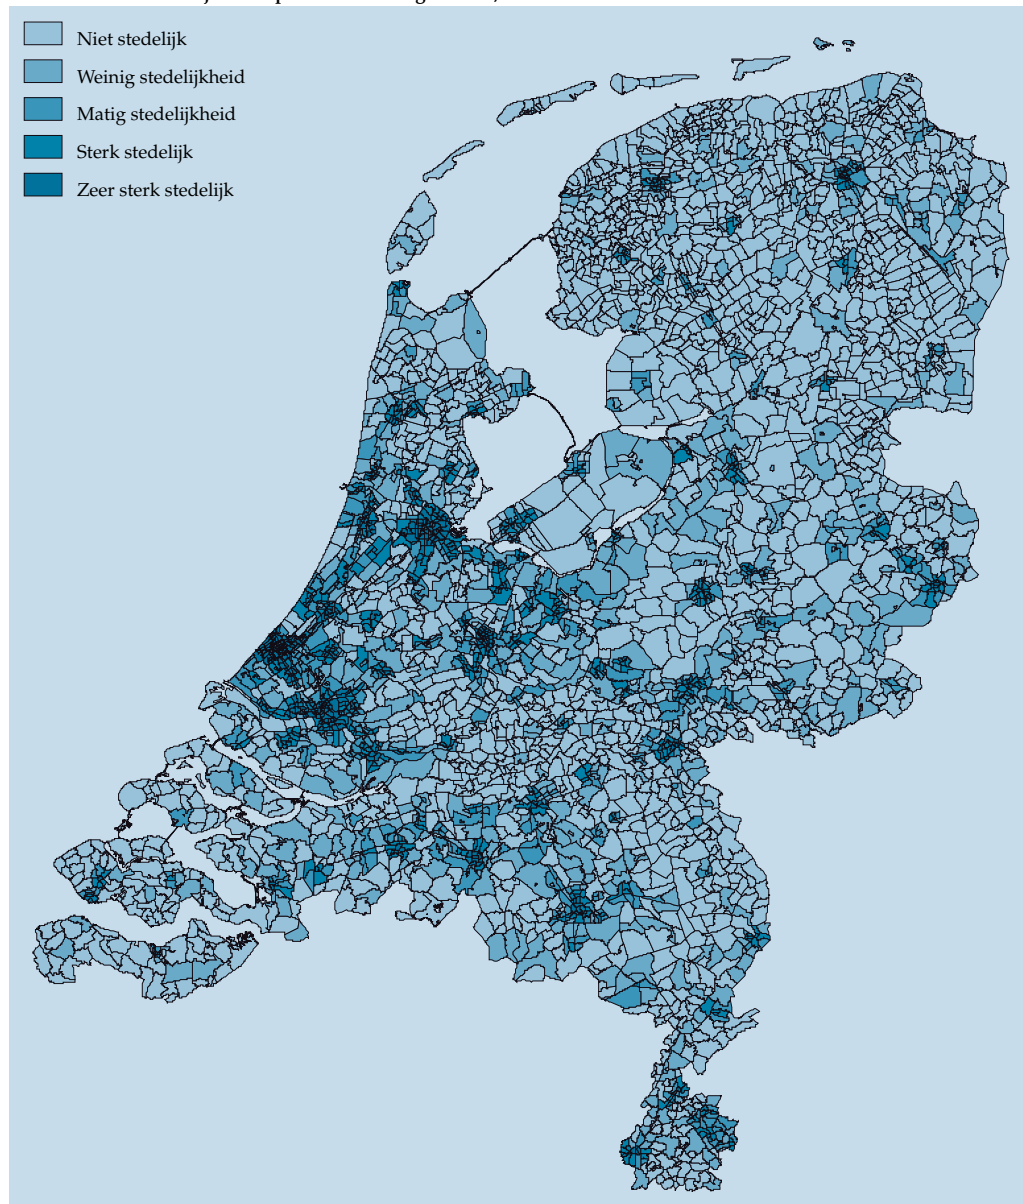 Niet stedelijk
Weinig stedelijkheid
Matig stedelijkheid
Sterk stedelijk
Zeer sterk stedelijk